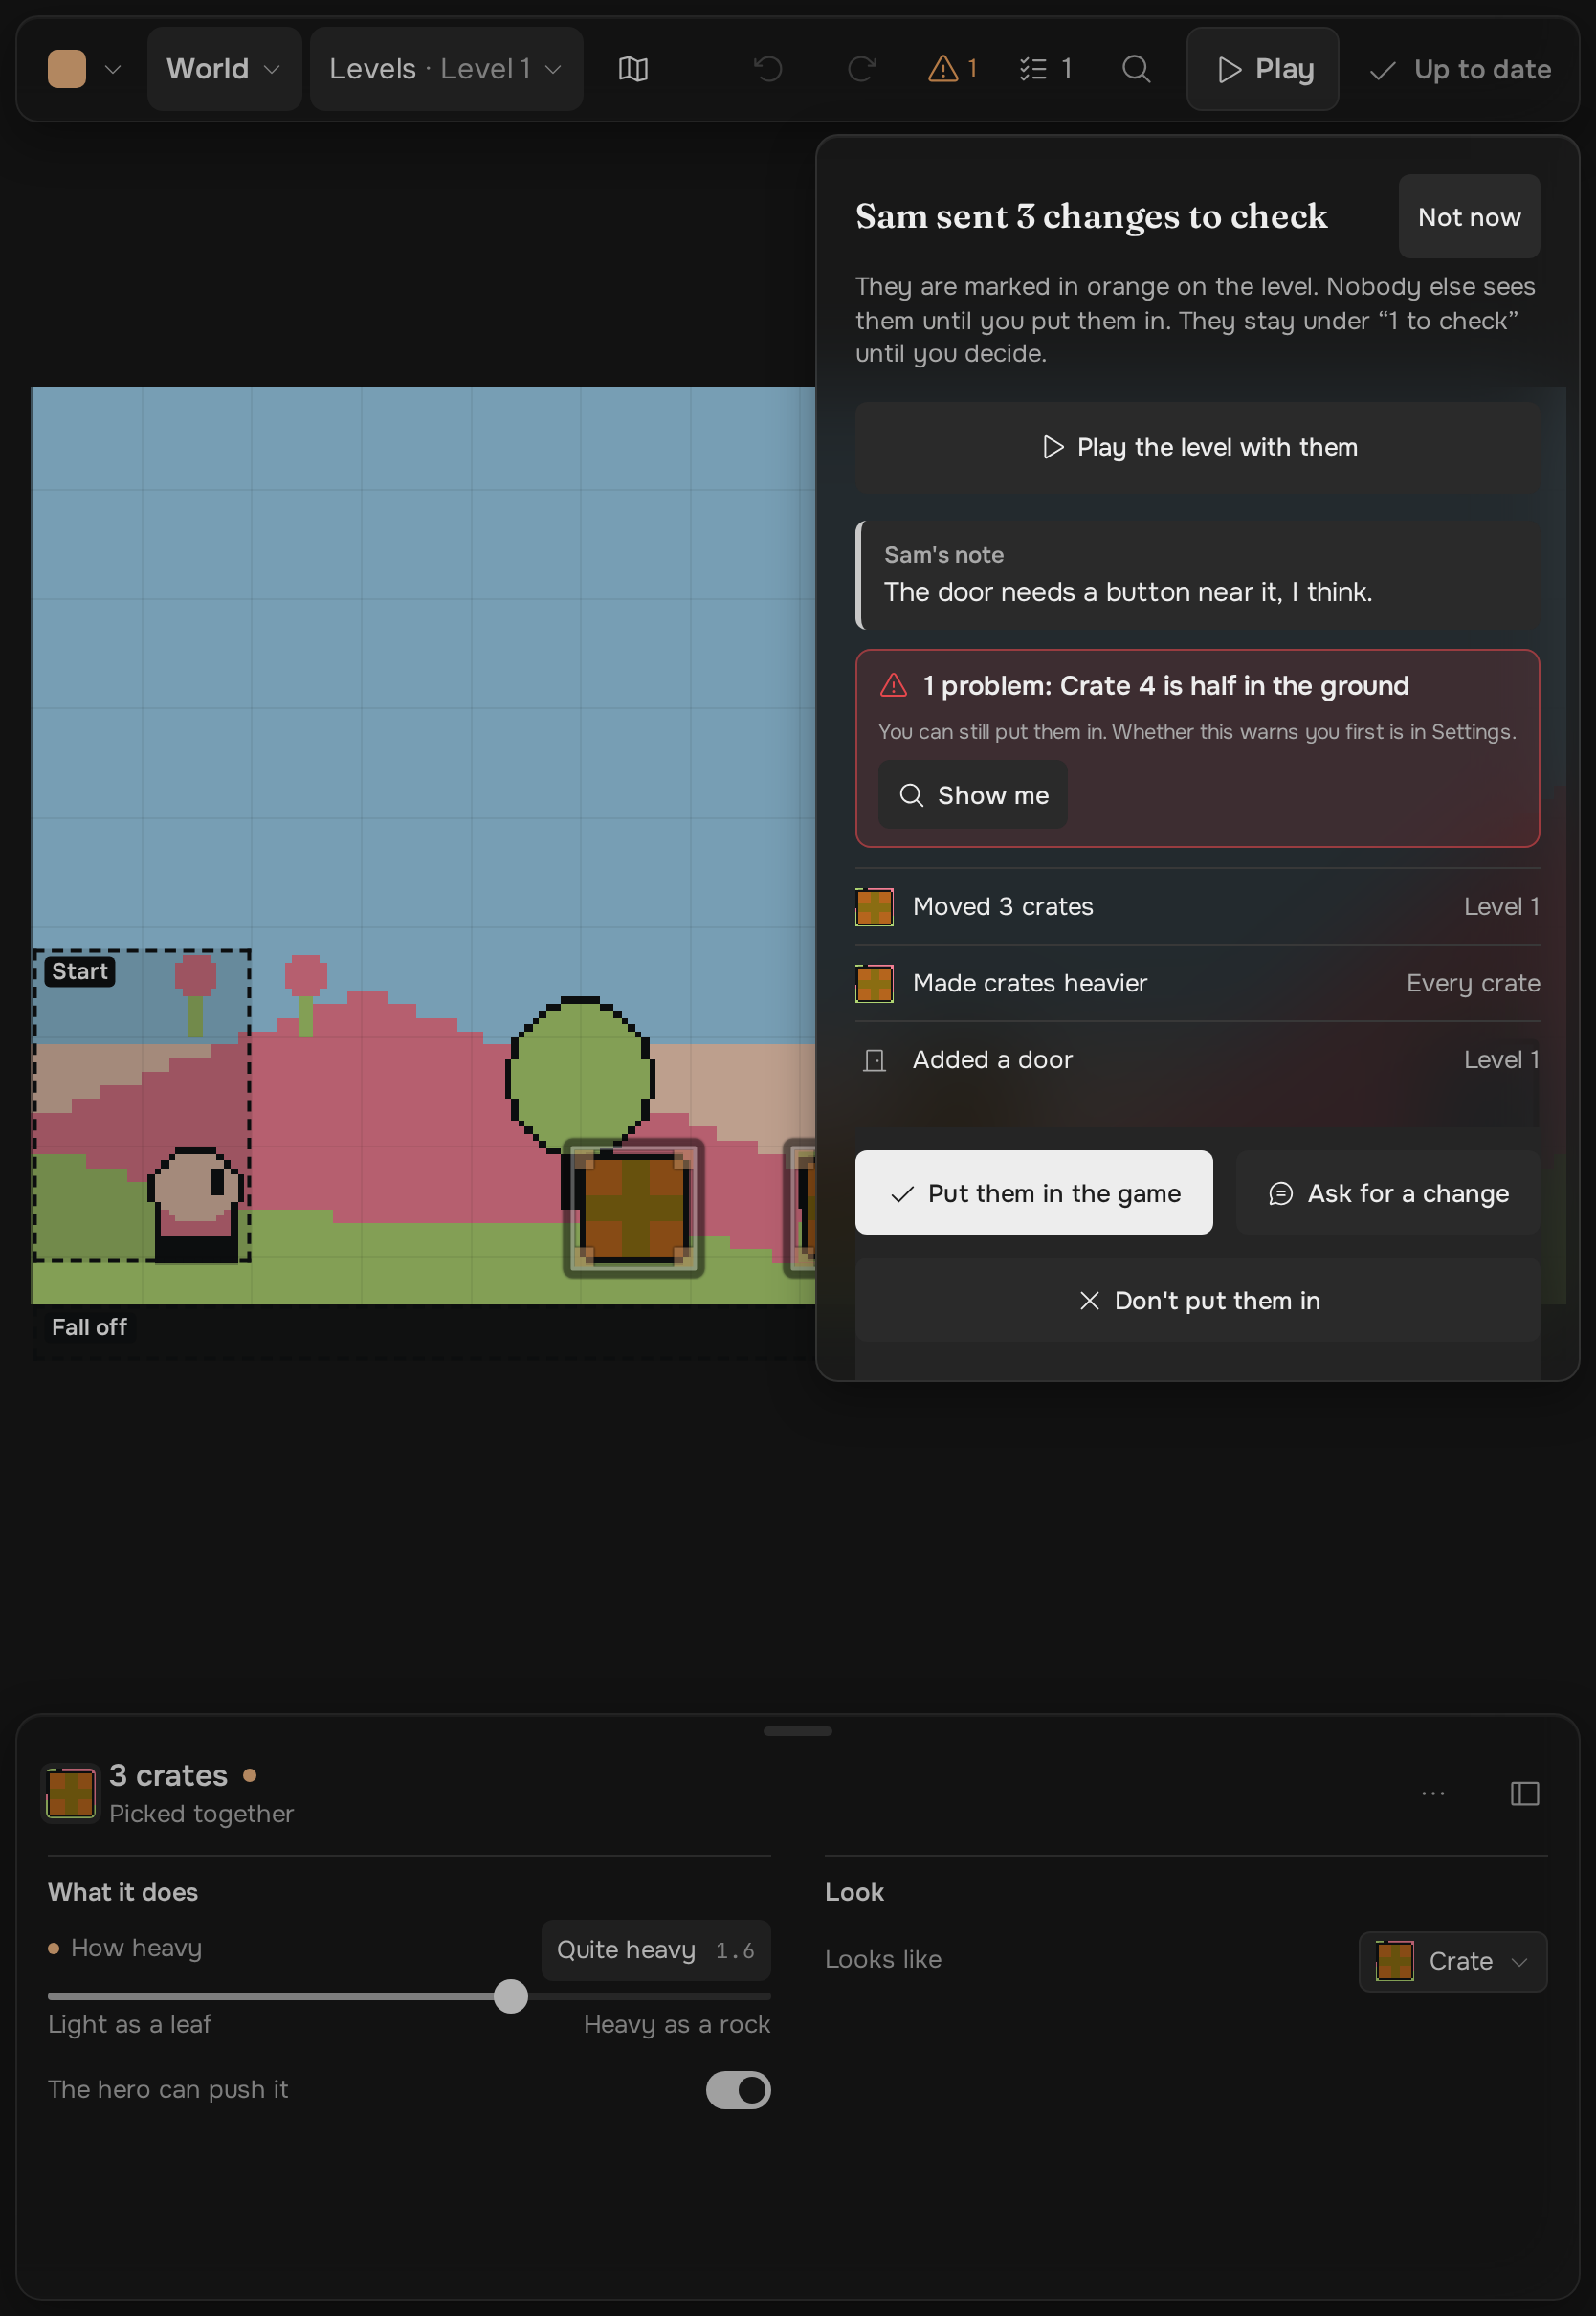 World
Levels · Level 1
1
1
Play
Up to date
Sam sent 3 changes to check
Not now
They are marked in orange on the level. Nobody else sees
them until you put them in. They stay under “1 to check”
until you decide.
Play the level with them
Sam's note
The door needs a button near it, I think.
1 problem: Crate 4 is half in the ground
You can still put them in. Whether this warns you first is in Settings.
Show me
Moved 3 crates
Level 1
Made crates heavier
Every crate
Added a door
Level 1
Put them in the game
Ask for a change
Don't put them in
Start
Fall off
3 crates
Picked together
What it does
How heavy
Quite heavy 1.6
Light as a leaf
Heavy as a rock
The hero can push it
Look
Looks like
Crate